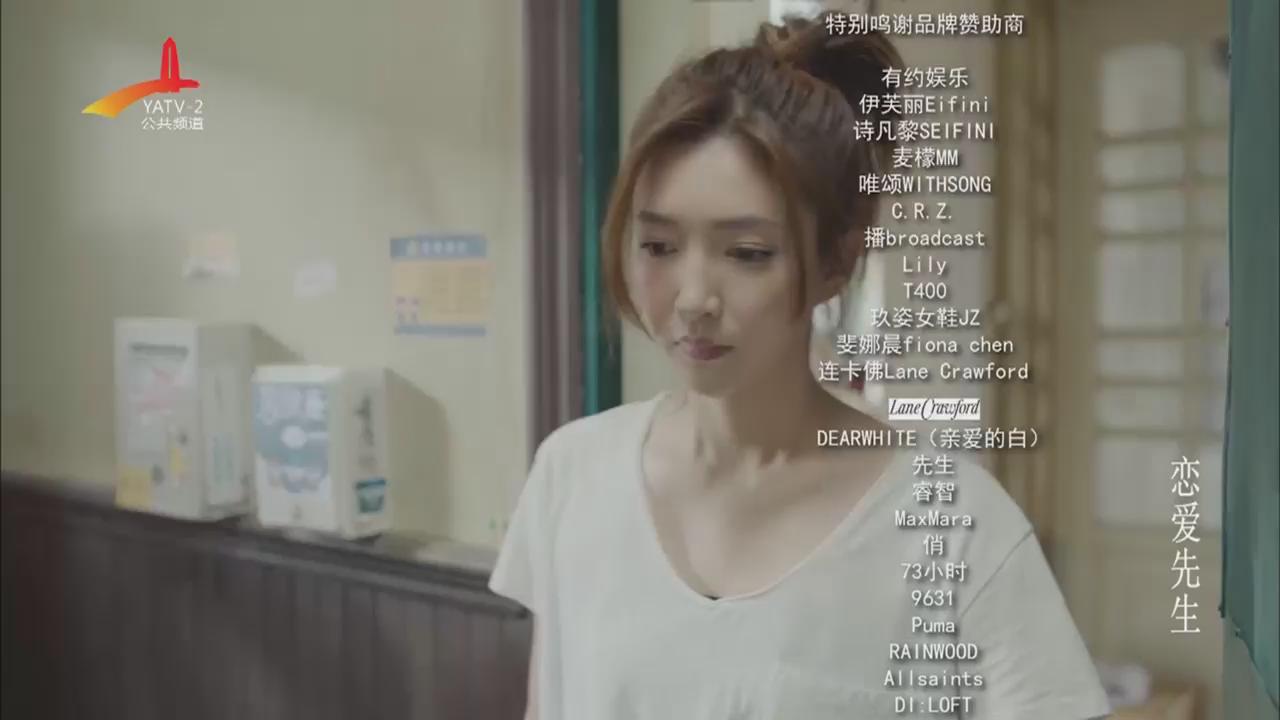 YATV-2
公共频道
特别鸣谢品牌赞助商
有约娱乐
伊芙丽Eifini
诗凡黎SEIFINI
麦檬MM
唯颂WITHSONG
C.R.Z.
播broadcast
Lily
T400
玖姿女鞋JZ
斐娜晨fiona chen
连卡佛Lane Crawford
Lane Crawford
DEARWHITE（亲爱的白）
先生
睿智
MaxMara
俏
73小时
9631
Puma
RAINWOOD
Allsaints
DI:LOFT
恋爱先生